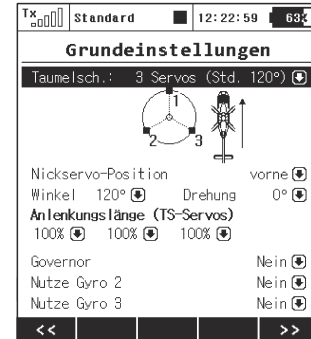 Tx Standard 12:22:59 63%
Grundeinstellungen
Taumelsch.: 3 Servos (Std. 120°)
1
2 3
Nickservo-Position vorne
Winkel 120° Drehung 0°
Anlenkungslänge (TS-Servos)
100% 100% 100%
Governor Nein
Nutze Gyro 2 Nein
Nutze Gyro 3 Nein
<< >>